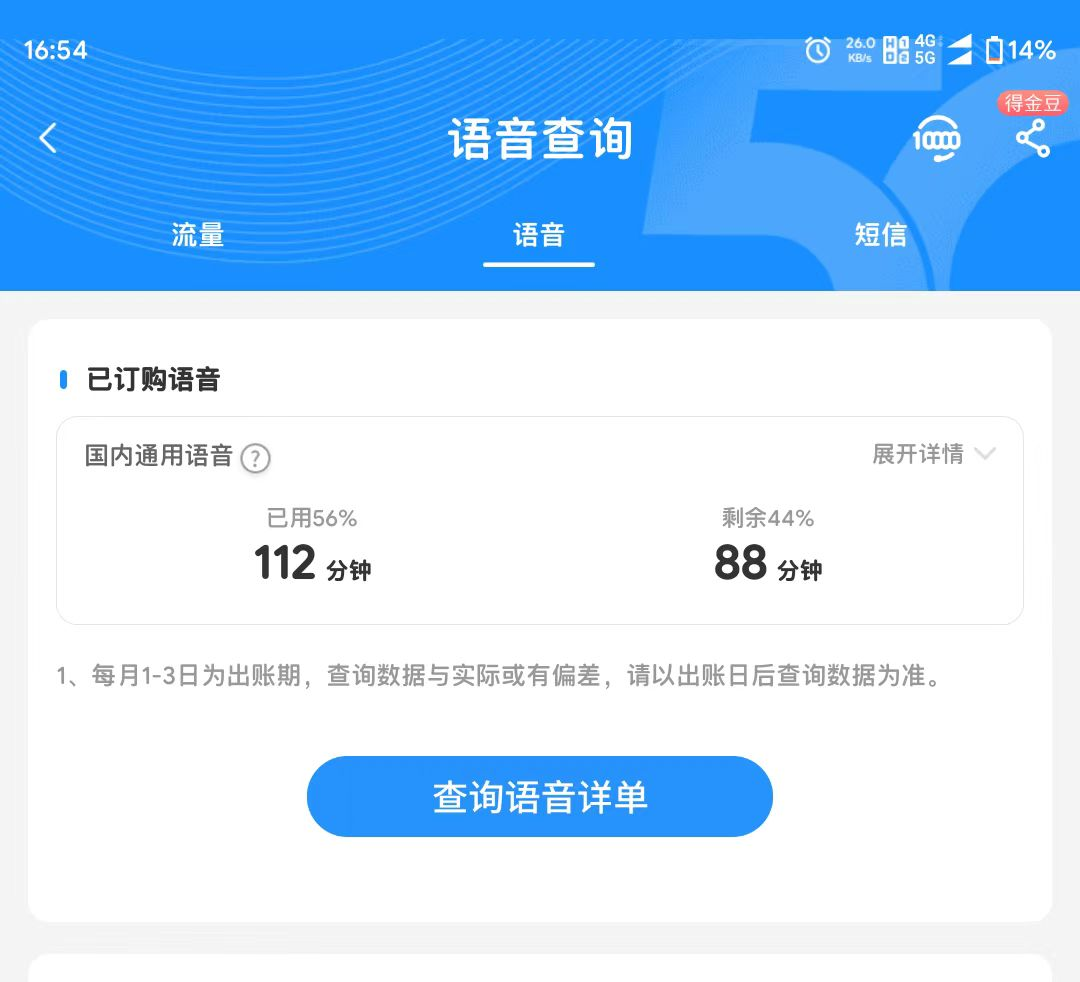 16:54
26.0 KB/s HD 1 2 4G 5G 14%
得金豆
语音查询
10000
流量 语音 短信
已订购语音
国内通用语音 ? 展开详情
已用56% 剩余44%
112 分钟 88 分钟
1、每月1-3日为出账期，查询数据与实际或有偏差，请以出账日后查询数据为准。
查询语音详单